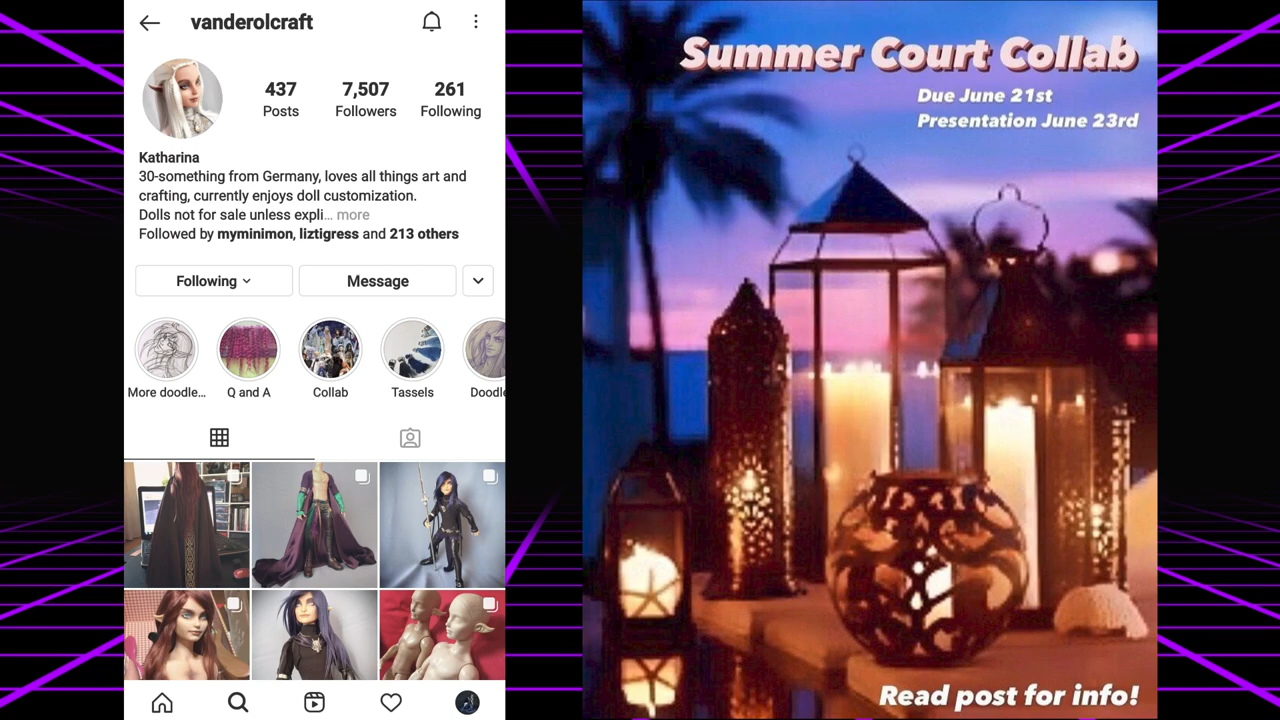 vanderolcraft
437
Posts
7,507
Followers
261
Following
Katharina
30-something from Germany, loves all things art and
crafting, currently enjoys doll customization.
Dolls not for sale unless expli… more
Followed by myminimon, liztigress and 213 others
Following
Message
More doodle…
Q and A
Collab
Tassels
Doodle
Summer Court Collab
Due June 21st
Presentation June 23rd
Read post for info!